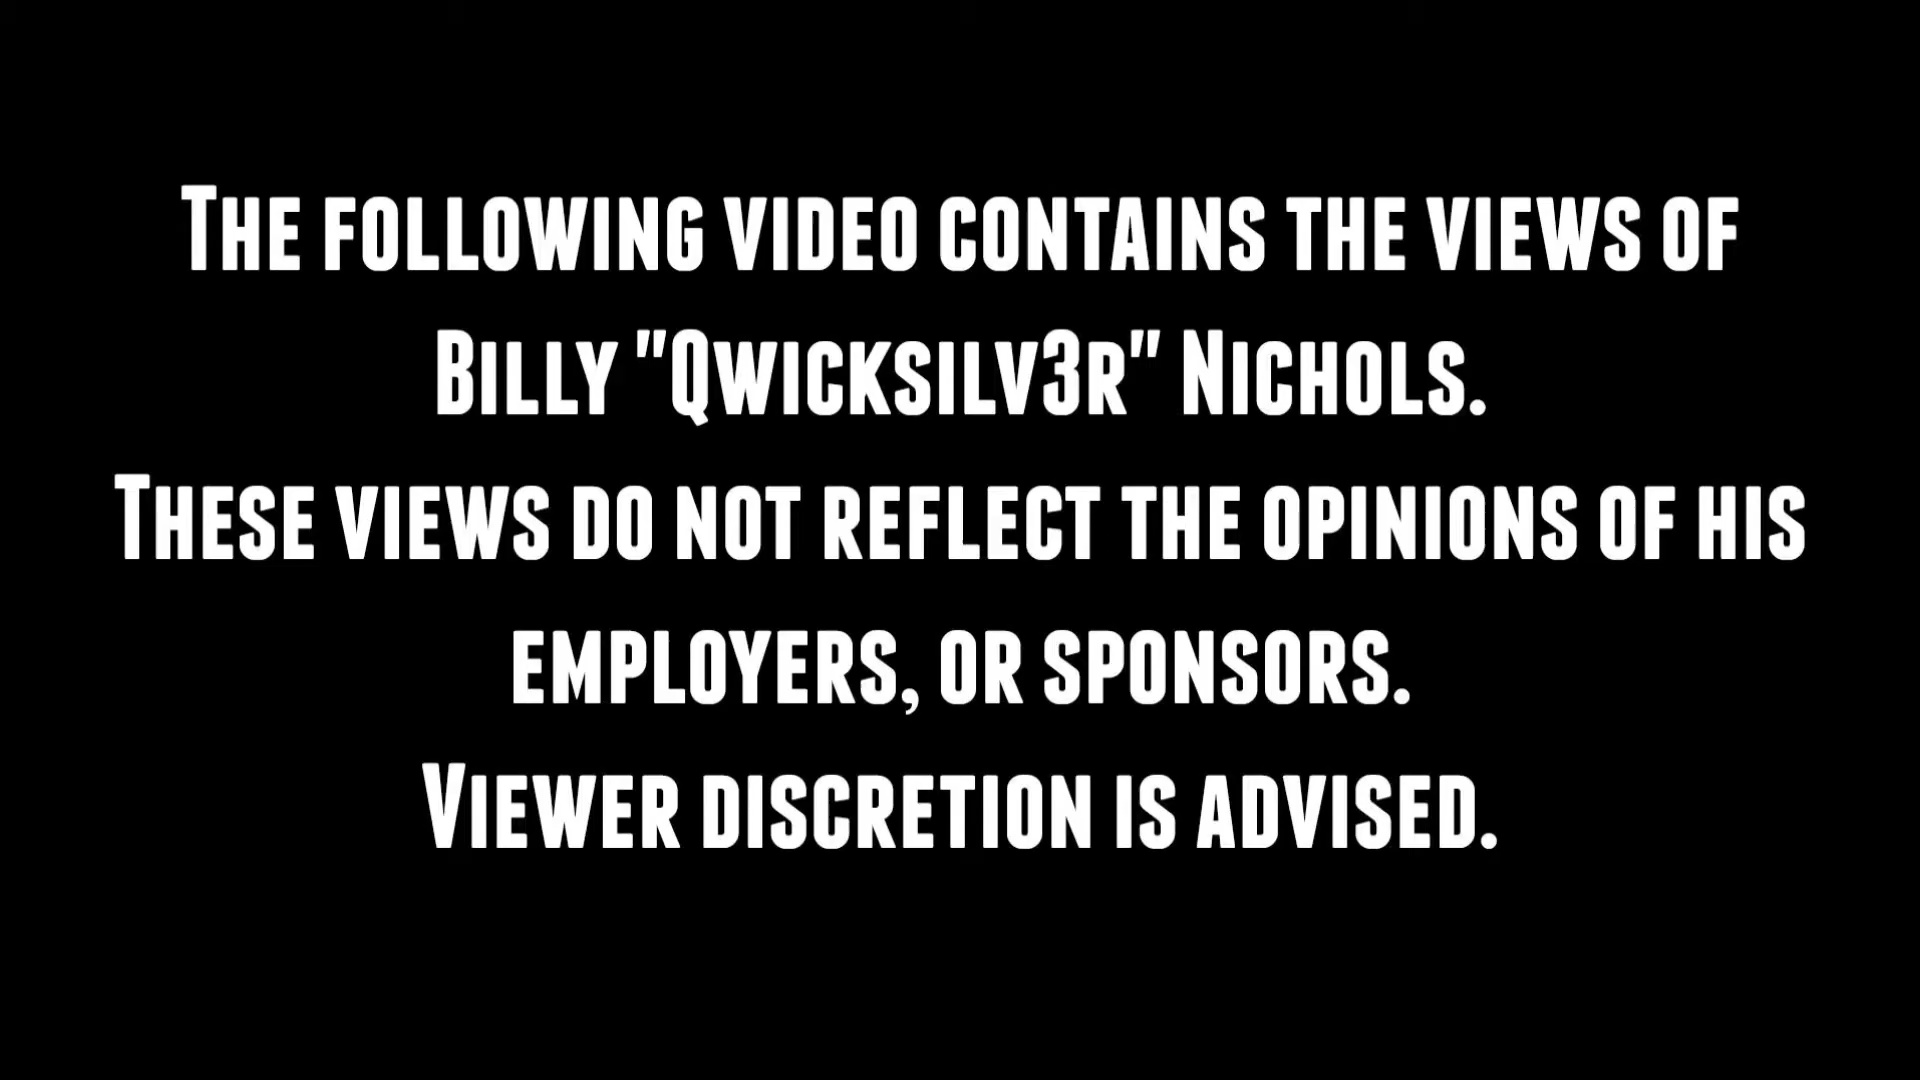 The following video contains the views of
Billy "Qwicksilv3r" Nichols.
These views do not reflect the opinions of his
employers, or sponsors.
Viewer discretion is advised.